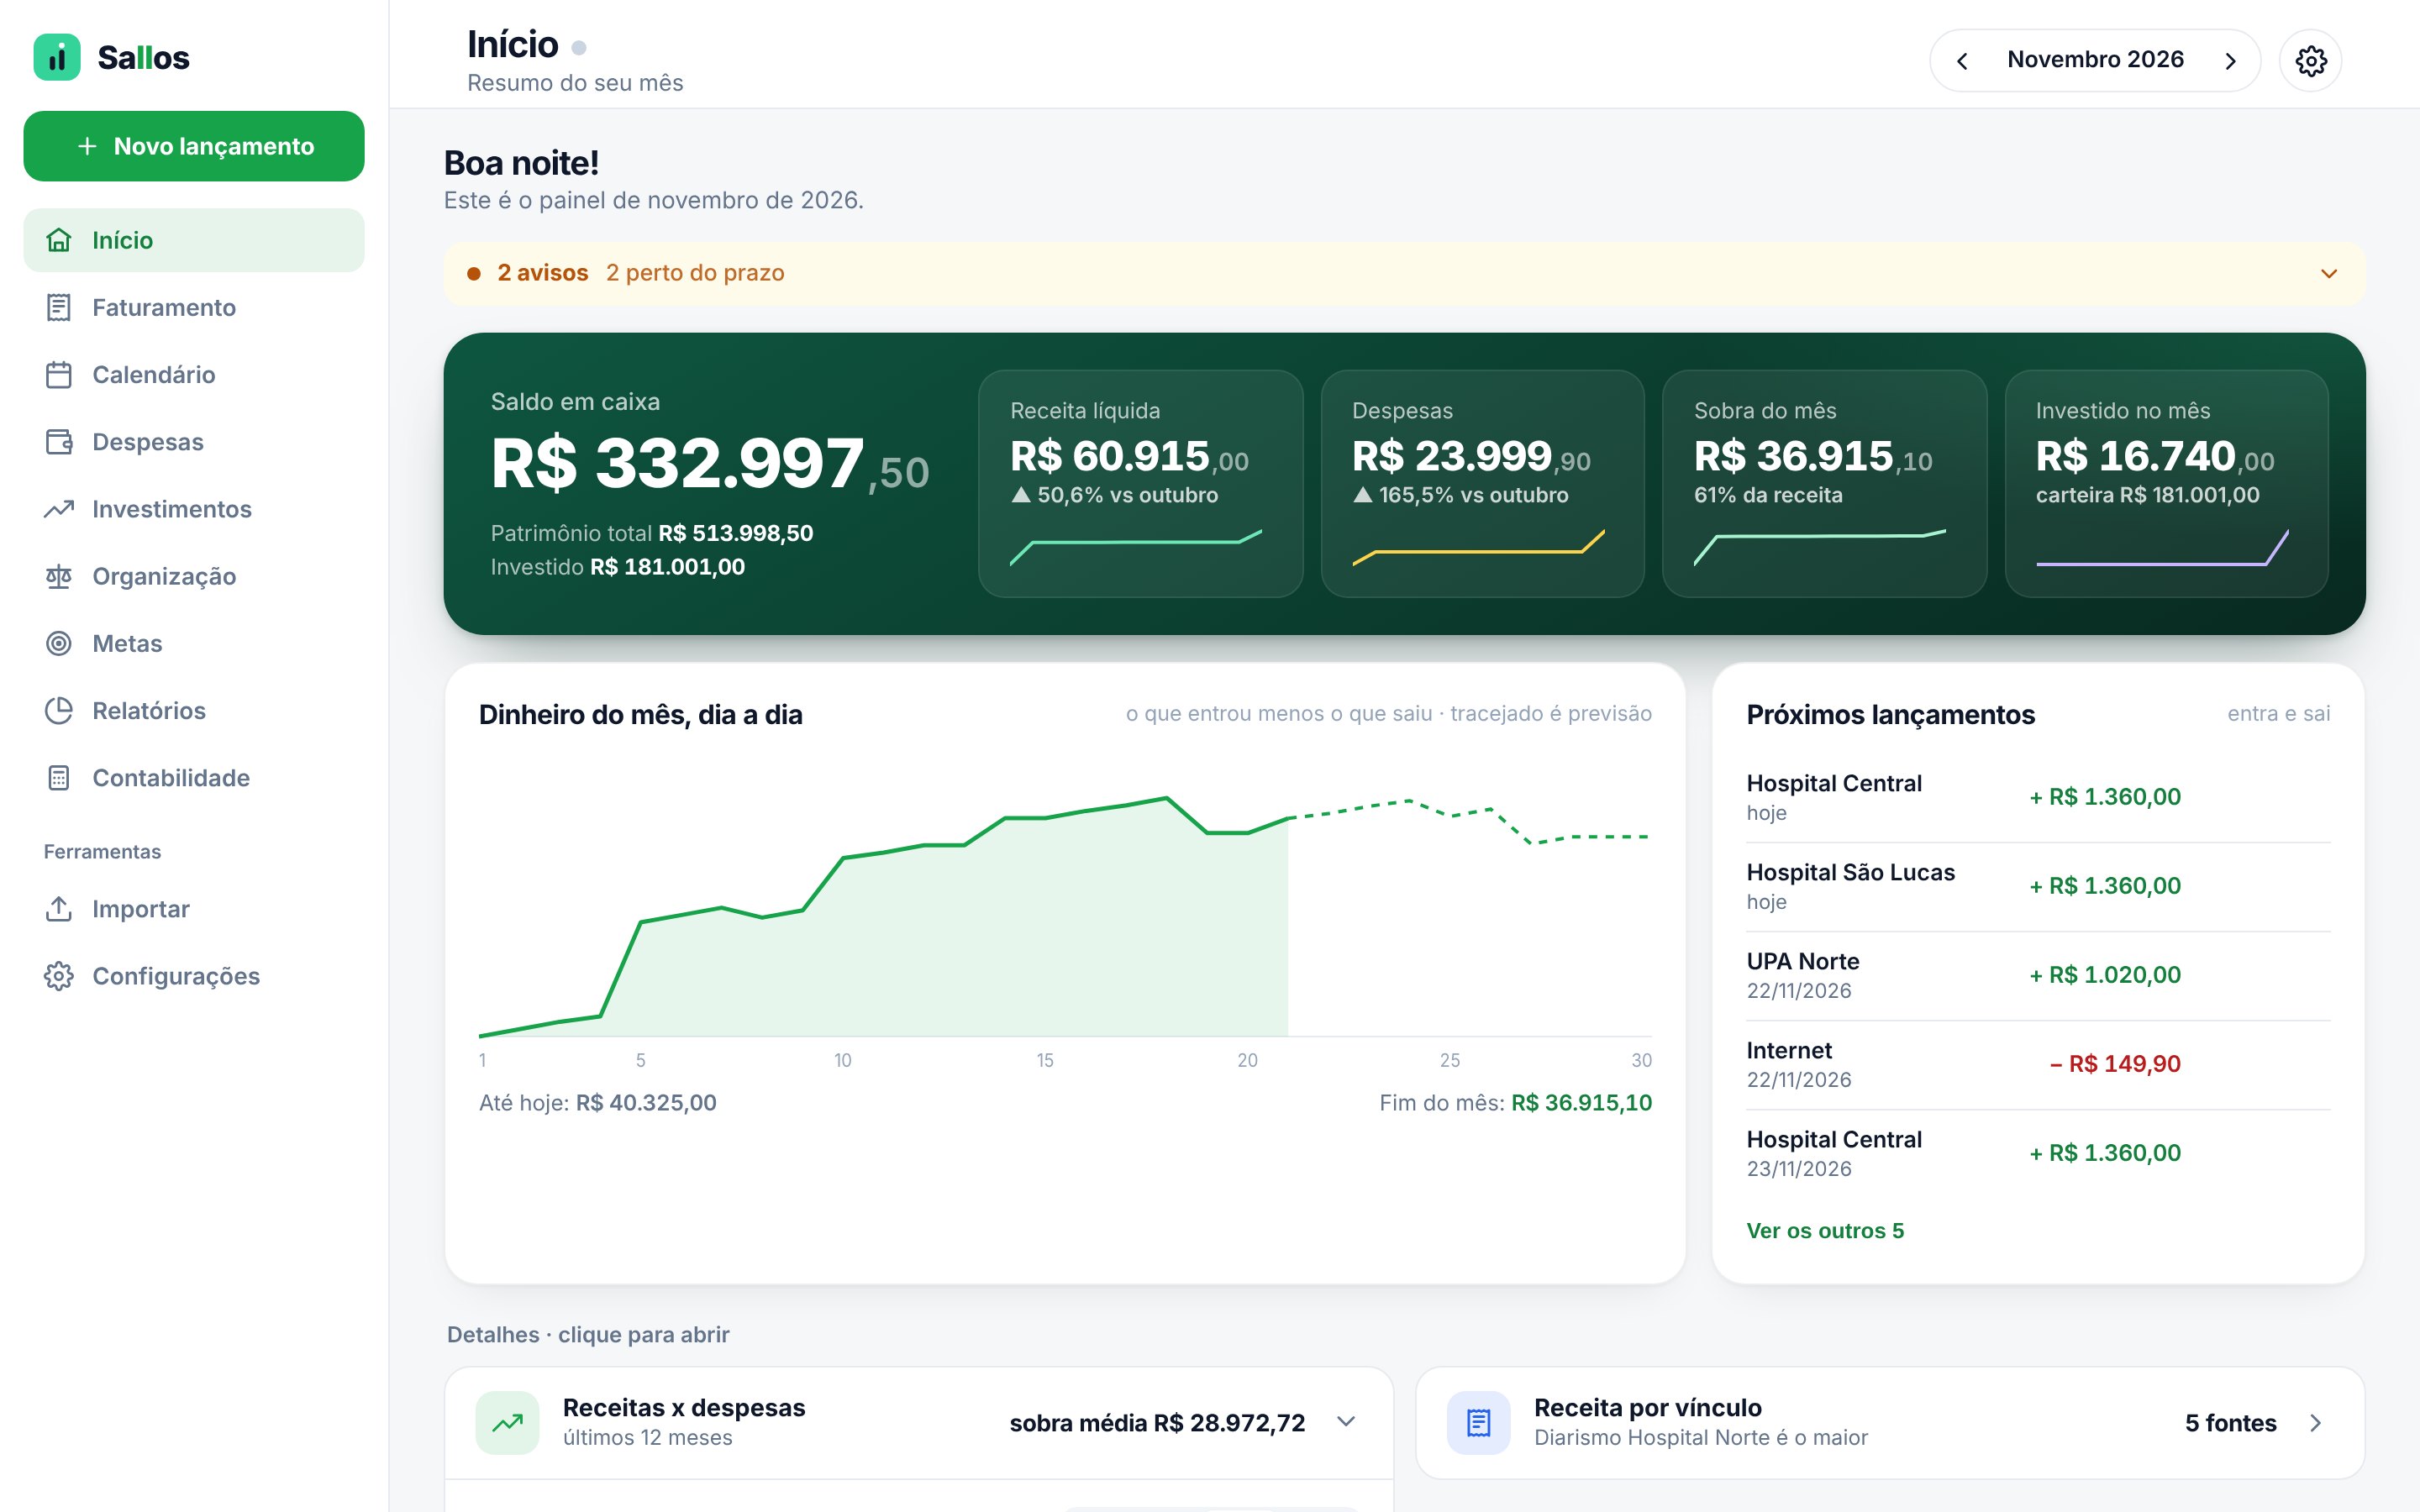 Sallos
Novo lançamento
Início
Faturamento
Calendário
Despesas
Investimentos
Organização
Metas
Relatórios
Contabilidade
Ferramentas
Importar
Configurações
Início
Resumo do seu mês
Novembro 2026
Boa noite!
Este é o painel de novembro de 2026.
2 avisos 2 perto do prazo
Saldo em caixa
R$ 332.997,50
Patrimônio total R$ 513.998,50
Investido R$ 181.001,00
Receita líquida
R$ 60.915,00
▲ 50,6% vs outubro
Despesas
R$ 23.999,90
▲ 165,5% vs outubro
Sobra do mês
R$ 36.915,10
61% da receita
Investido no mês
R$ 16.740,00
carteira R$ 181.001,00
Dinheiro do mês, dia a dia
o que entrou menos o que saiu · tracejado é previsão
1 5 10 15 20 25 30
Até hoje: R$ 40.325,00
Fim do mês: R$ 36.915,10
Próximos lançamentos
entra e sai
Hospital Central
hoje
+ R$ 1.360,00
Hospital São Lucas
hoje
+ R$ 1.360,00
UPA Norte
22/11/2026
+ R$ 1.020,00
Internet
22/11/2026
− R$ 149,90
Hospital Central
23/11/2026
+ R$ 1.360,00
Ver os outros 5
Detalhes · clique para abrir
Receitas x despesas
últimos 12 meses
sobra média R$ 28.972,72
Receita por vínculo
Diarismo Hospital Norte é o maior
5 fontes